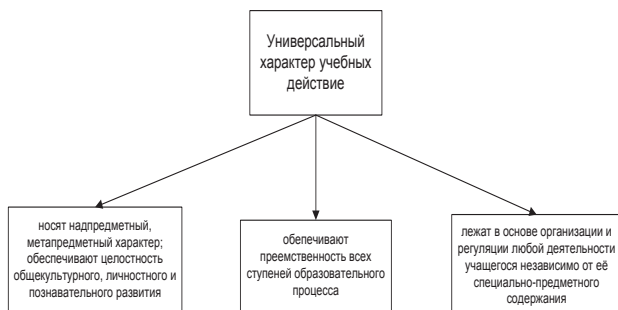 Универсальный
характер учебных
действие
носят надпредметный,
метапредметный характер;
обеспечивают целостность
общекультурного, личностного и
познавательного развития
обепечивают
преемственность всех
ступеней образовательного
процесса
лежат в основе организации и
регуляции любой деятельности
учащегося независимо от её
специально-предметного
содержания